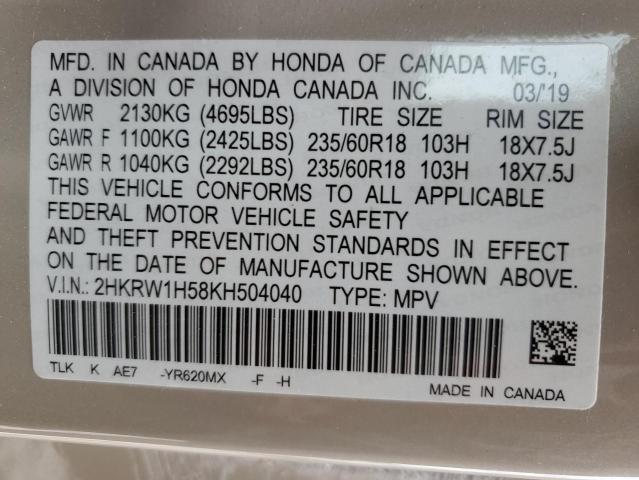 MFD. IN CANADA BY HONDA OF CANADA MFG.,
A DIVISION OF HONDA CANADA INC. 03/'19
GVWR 2130KG (4695LBS) TIRE SIZE RIM SIZE
GAWR F 1100KG (2425LBS) 235/60R18 103H 18X7.5J
GAWR R 1040KG (2292LBS) 235/60R18 103H 18X7.5J
THIS VEHICLE CONFORMS TO ALL APPLICABLE
FEDERAL MOTOR VEHICLE SAFETY
AND THEFT PREVENTION STANDARDS IN EFFECT
ON THE DATE OF MANUFACTURE SHOWN ABOVE.
V.I.N.: 2HKRW1H58KH504040 TYPE: MPV
TLK K AE7 -YR620MX -F -H
MADE IN CANADA